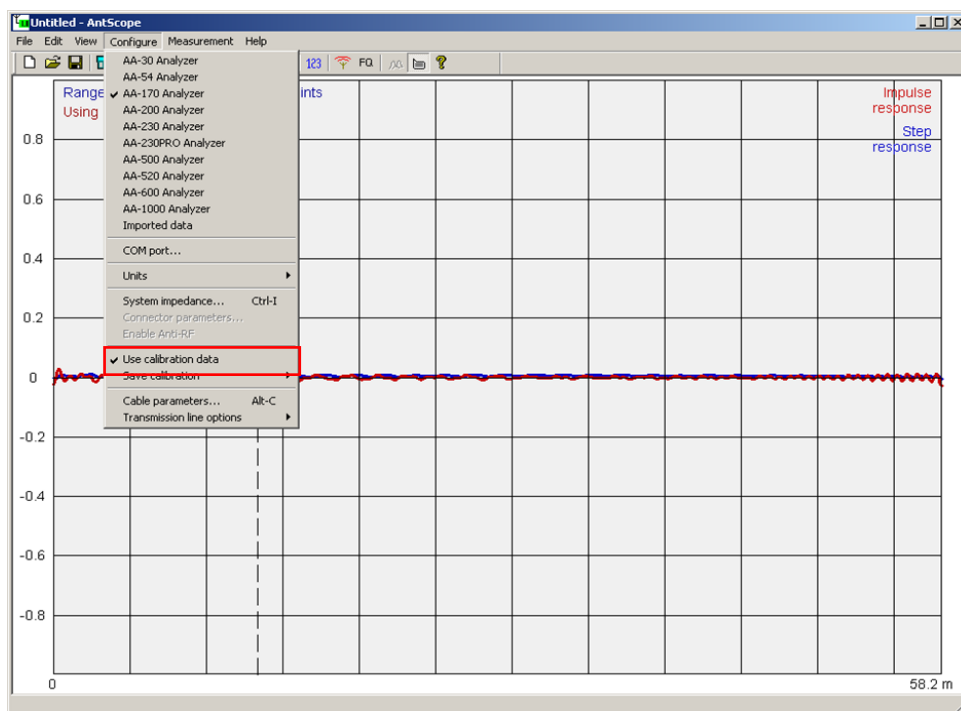 Untitled - AntScope
File Edit View Configure Measurement Help
123 FQ
AA-30 Analyzer
AA-54 Analyzer
AA-170 Analyzer
AA-200 Analyzer
AA-230 Analyzer
AA-230PRO Analyzer
AA-500 Analyzer
AA-520 Analyzer
AA-600 Analyzer
AA-1000 Analyzer
Imported data
COM port...
Units
System impedance... Ctrl-I
Connector parameters...
Enable Anti-RF
Use calibration data
Save calibration
Cable parameters... Alt-C
Transmission line options
Range ints
Using
Impulse
response
Step
response
0.8
0.6
0.4
0.2
0
-0.2
-0.4
-0.6
-0.8
0 58.2 m